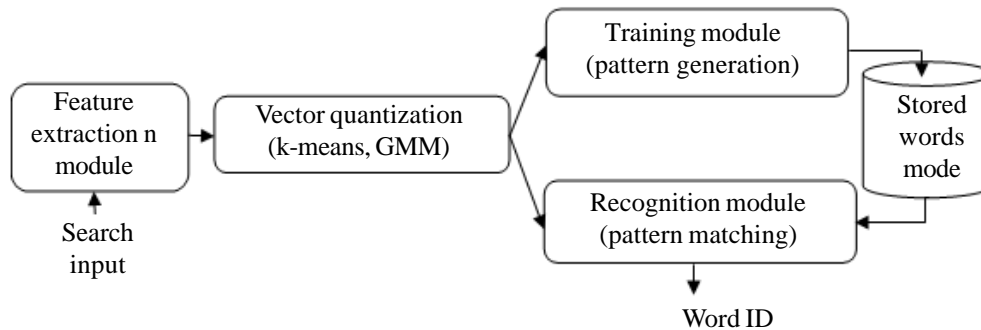 Feature
extraction n
module
Search
input
Vector quantization
(k-means, GMM)
Training module
(pattern generation)
Stored
words
mode
Recognition module
(pattern matching)
Word ID